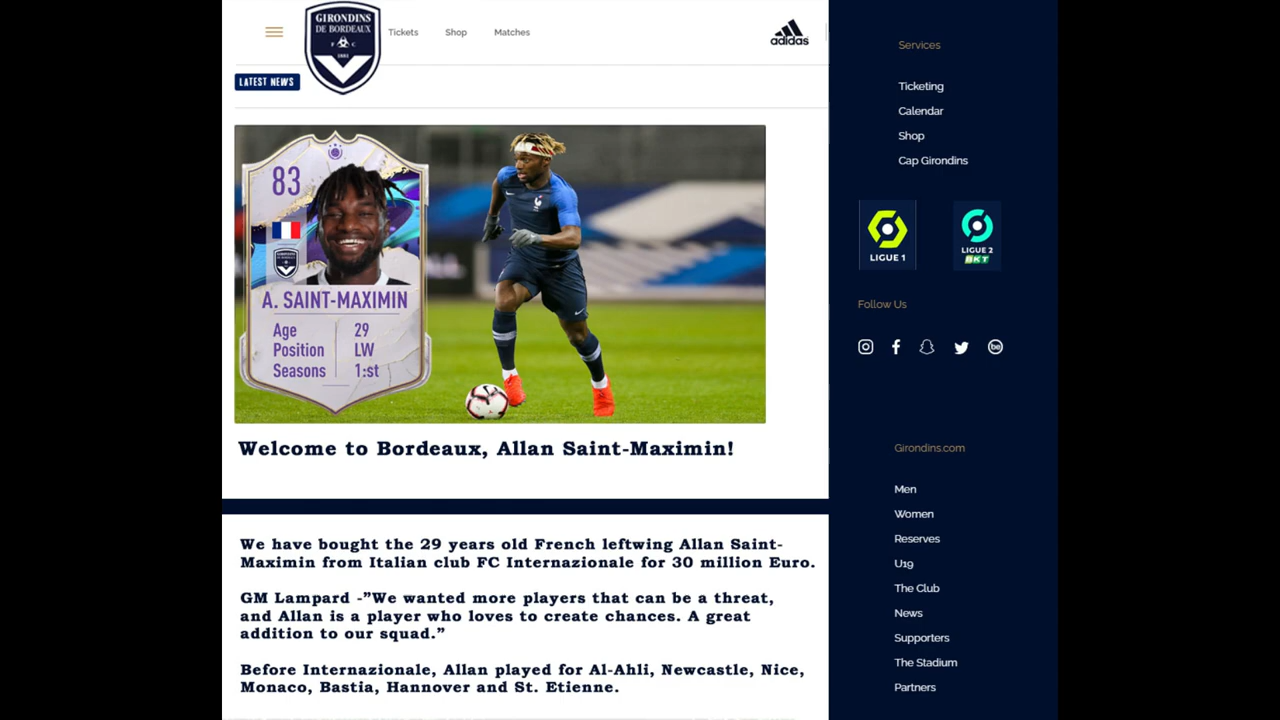 GIRONDINS
DE BORDEAUX
F C
1881
Tickets
Shop
Matches
adidas
LATEST NEWS
83
A. SAINT-MAXIMIN
Age 29
Position LW
Seasons 1:st
Welcome to Bordeaux, Allan Saint-Maximin!
We have bought the 29 years old French leftwing Allan Saint-
Maximin from Italian club FC Internazionale for 30 million Euro.
GM Lampard -”We wanted more players that can be a threat,
and Allan is a player who loves to create chances. A great
addition to our squad.”
Before Internazionale, Allan played for Al-Ahli, Newcastle, Nice,
Monaco, Bastia, Hannover and St. Etienne.
Services
Ticketing
Calendar
Shop
Cap Girondins
LIGUE 1
LIGUE 2
BKT
Follow Us
Girondins.com
Men
Women
Reserves
U19
The Club
News
Supporters
The Stadium
Partners